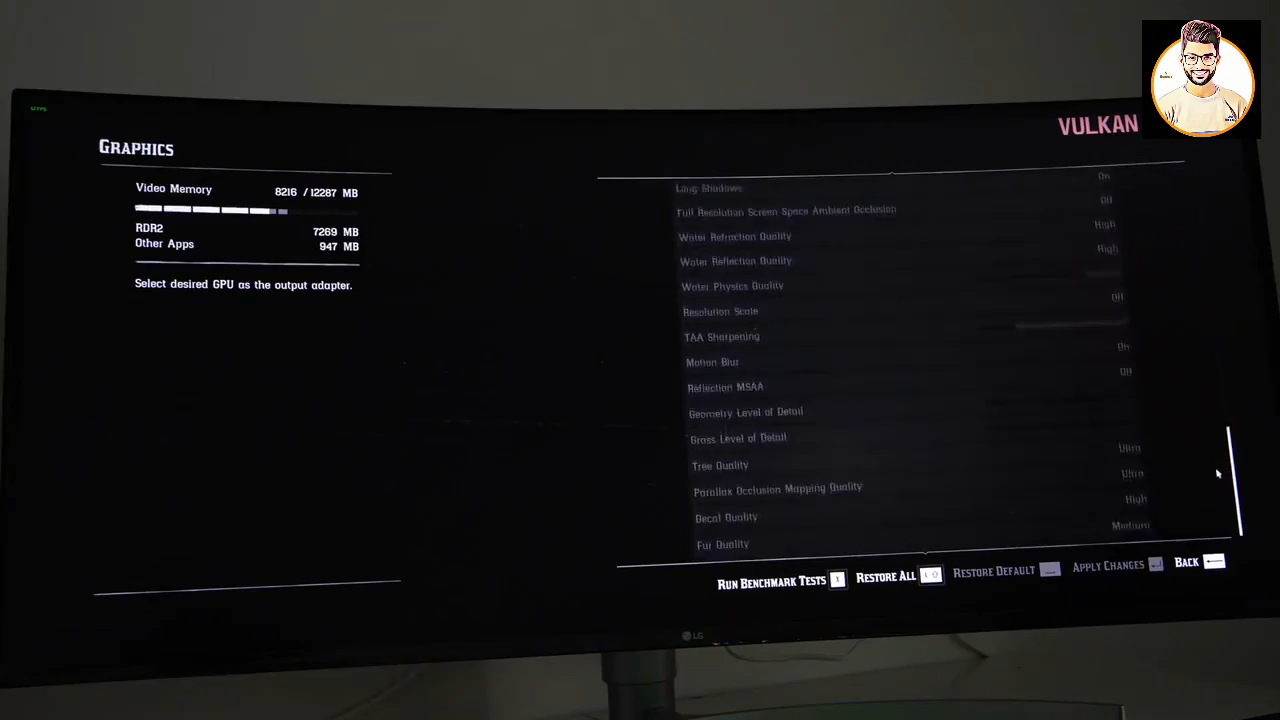 VULKAN
GRAPHICS
Video Memory 8216 / 12287 MB
RDR2 7269 MB
Other Apps 947 MB
Select desired GPU as the output adapter.
Long Shadows On
Full Resolution Screen Space Ambient Occlusion Off
Water Refraction Quality High
Water Reflection Quality High
Water Physics Quality
Resolution Scale Off
TAA Sharpening
Motion Blur On
Reflection MSAA Off
Geometry Level of Detail
Grass Level of Detail
Tree Quality Ultra
Parallax Occlusion Mapping Quality Ultra
Decal Quality High
Fur Quality Medium
RUN BENCHMARK TESTS X RESTORE ALL RESTORE DEFAULT APPLY CHANGES BACK
LG